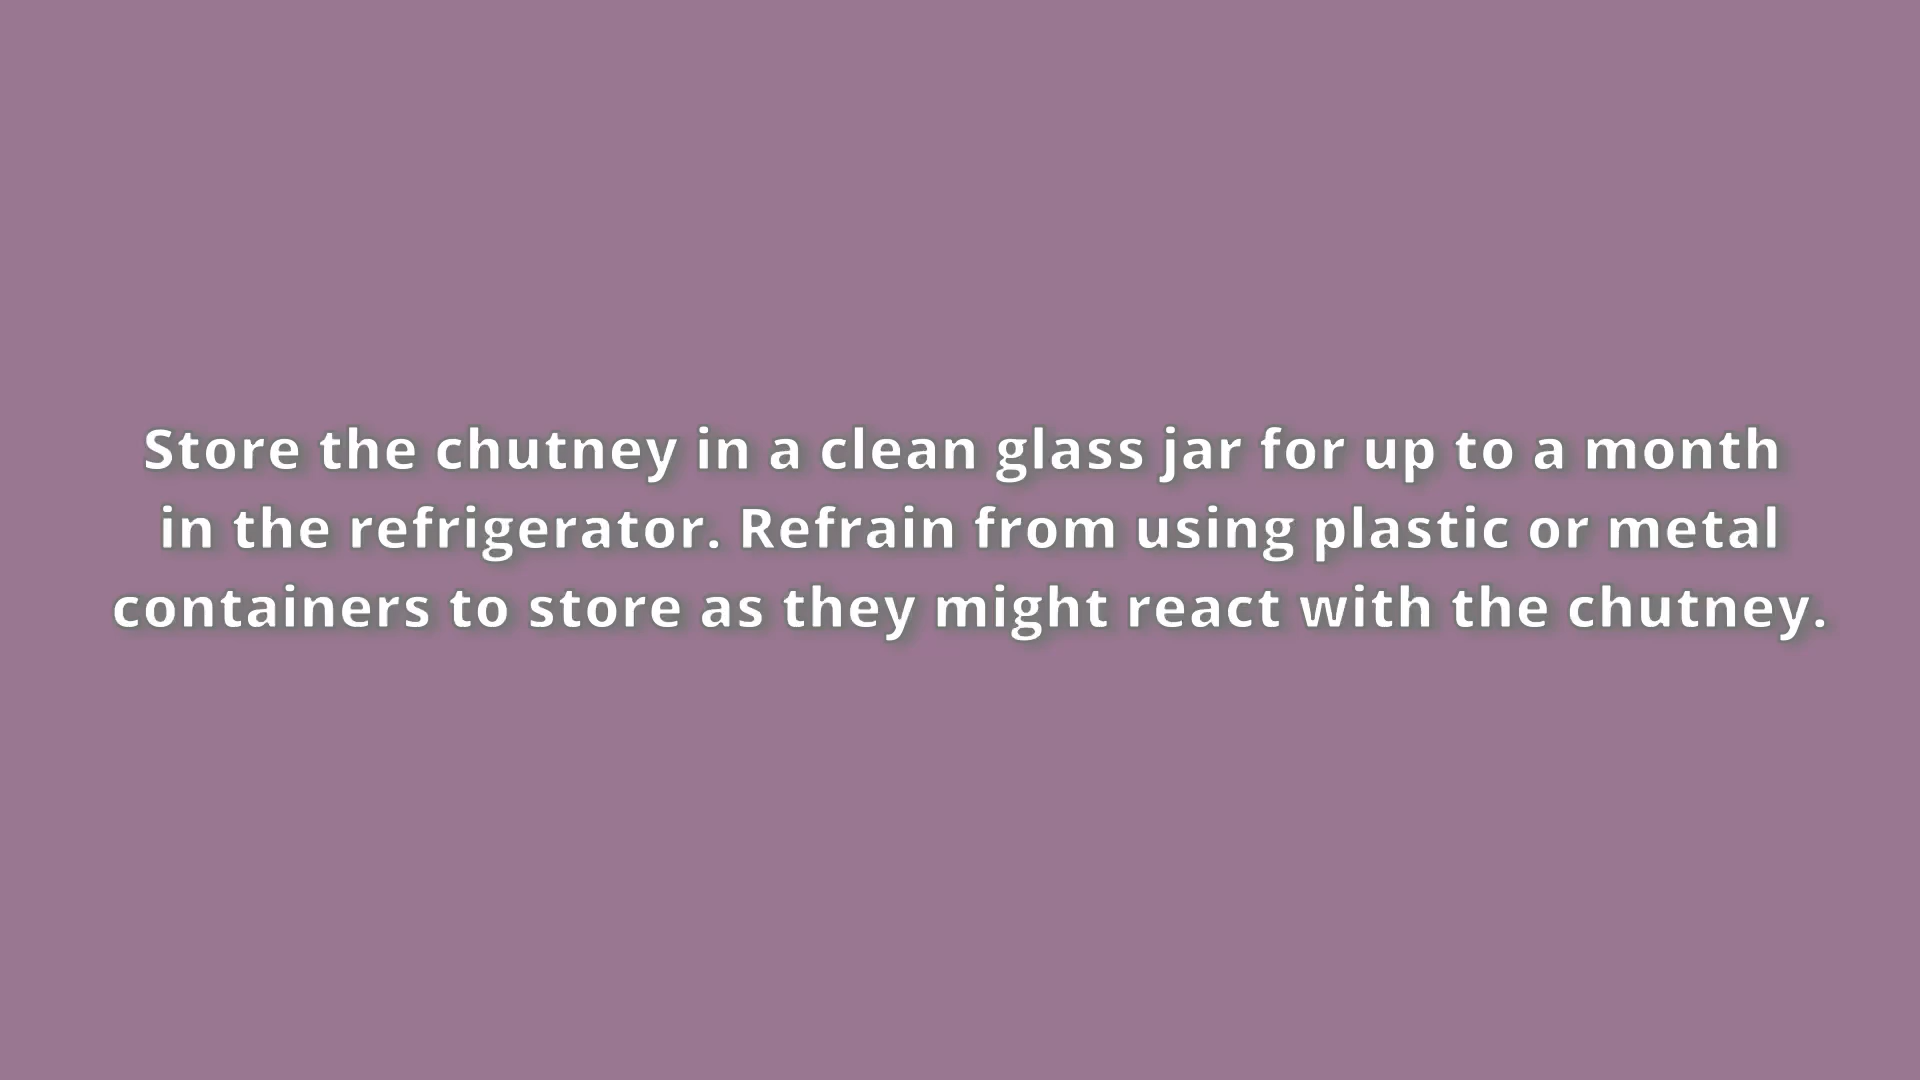 Store the chutney in a clean glass jar for up to a month
in the refrigerator. Refrain from using plastic or metal
containers to store as they might react with the chutney.